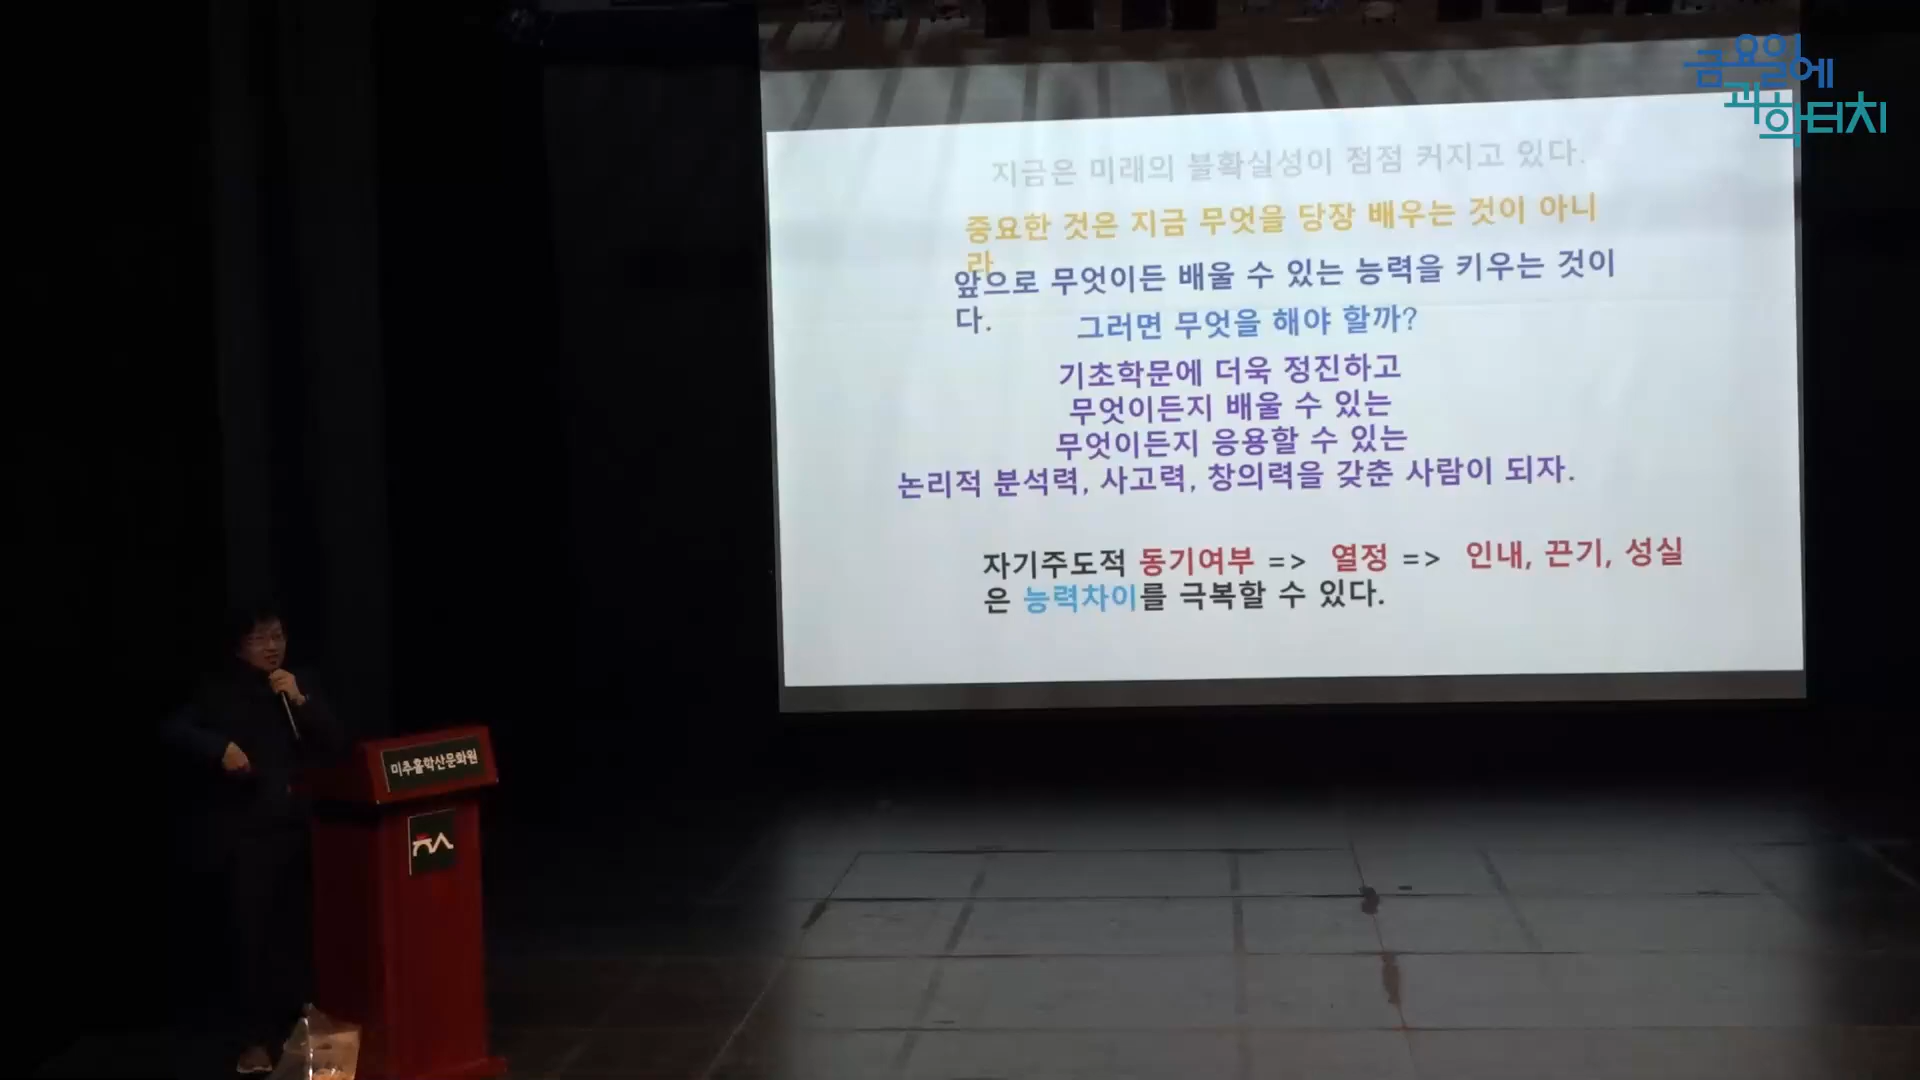 금요일에
과학터치
지금은 미래의 불확실성이 점점 커지고 있다.
중요한 것은 지금 무엇을 당장 배우는 것이 아니
라
앞으로 무엇이든 배울 수 있는 능력을 키우는 것이
다.
그러면 무엇을 해야 할까?
기초학문에 더욱 정진하고
무엇이든지 배울 수 있는
무엇이든지 응용할 수 있는
논리적 분석력, 사고력, 창의력을 갖춘 사람이 되자.
자기주도적 동기여부 => 열정 => 인내, 끈기, 성실
은 능력차이를 극복할 수 있다.
미추홀학산문화원